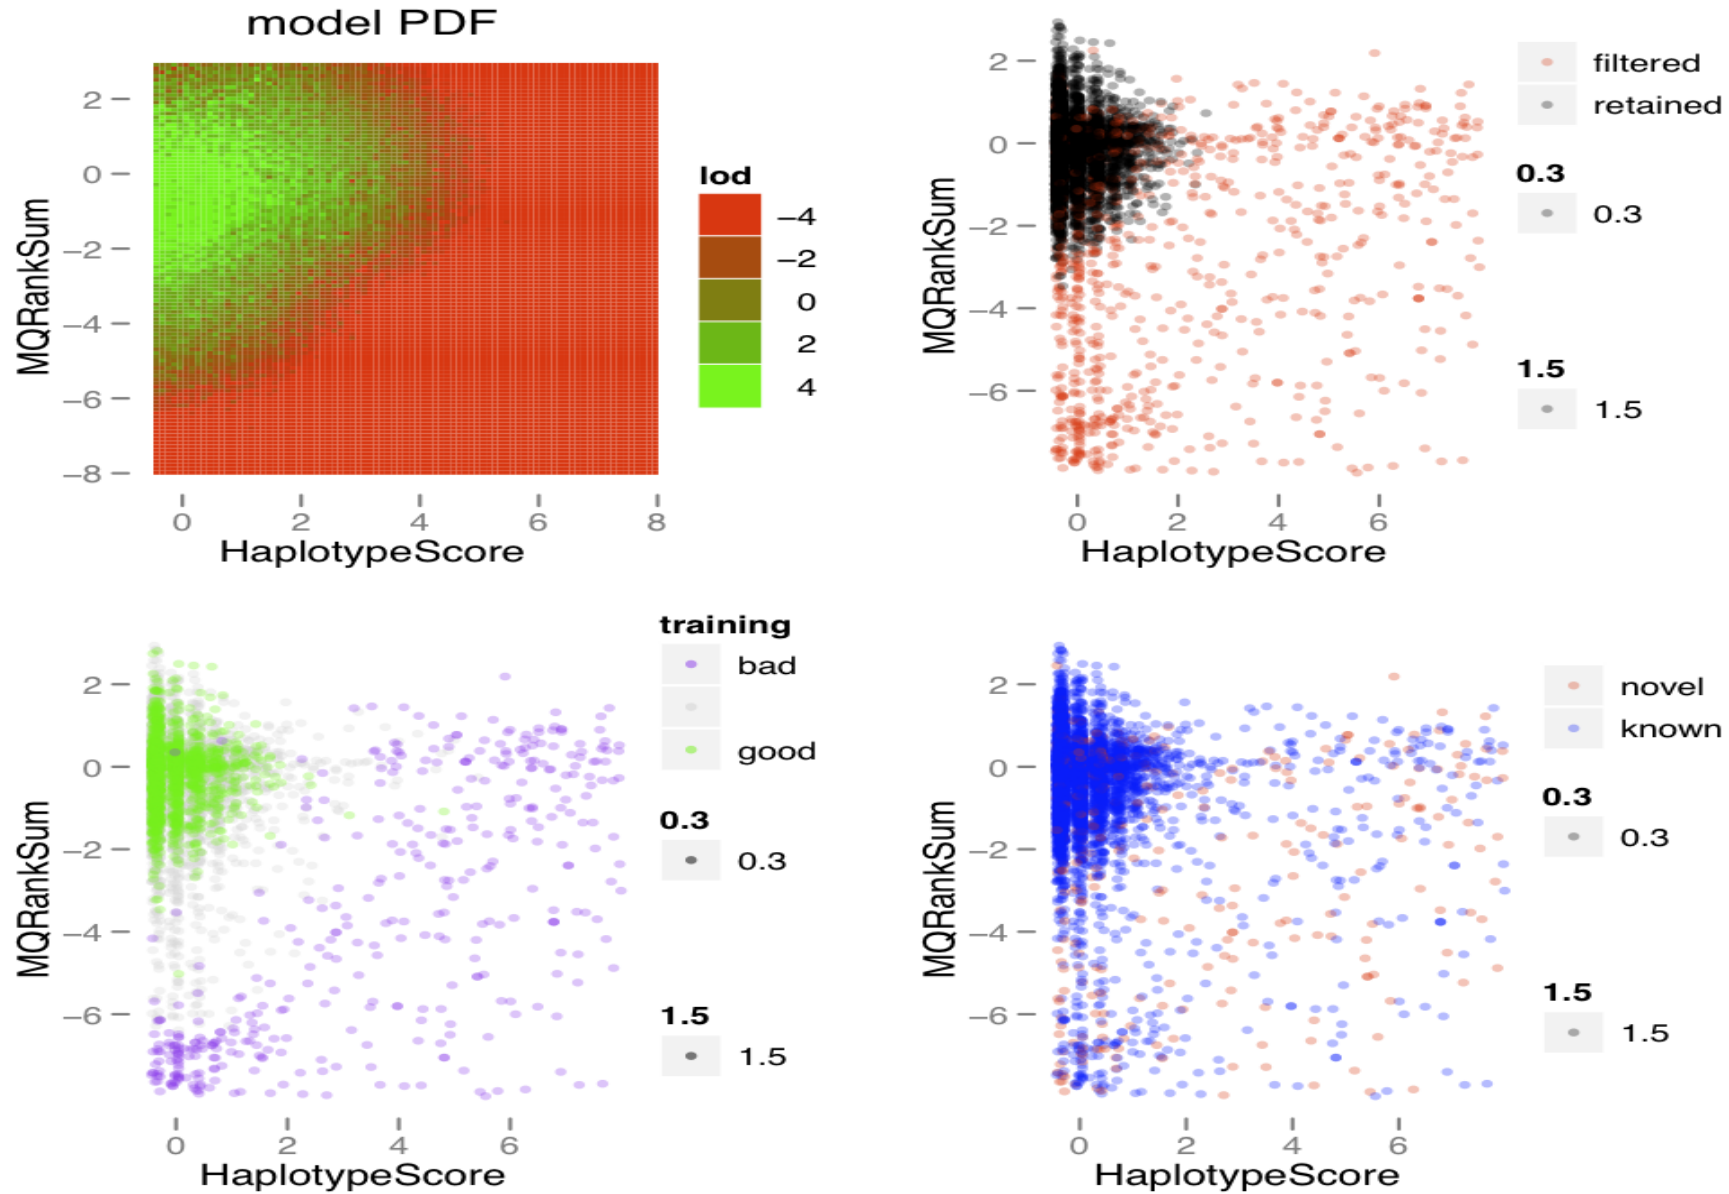 model PDF
2
0
−2
−4
−6
−8
MQRankSum
0 2 4 6 8
HaplotypeScore
lod
−4
−2
0
2
4
2
0
−2
−4
−6
MQRankSum
0 2 4 6
HaplotypeScore
filtered
retained
0.3
0.3
1.5
1.5
2
0
−2
−4
−6
MQRankSum
0 2 4 6
HaplotypeScore
training
bad
good
0.3
0.3
1.5
1.5
2
0
−2
−4
−6
MQRankSum
0 2 4 6
HaplotypeScore
novel
known
0.3
0.3
1.5
1.5